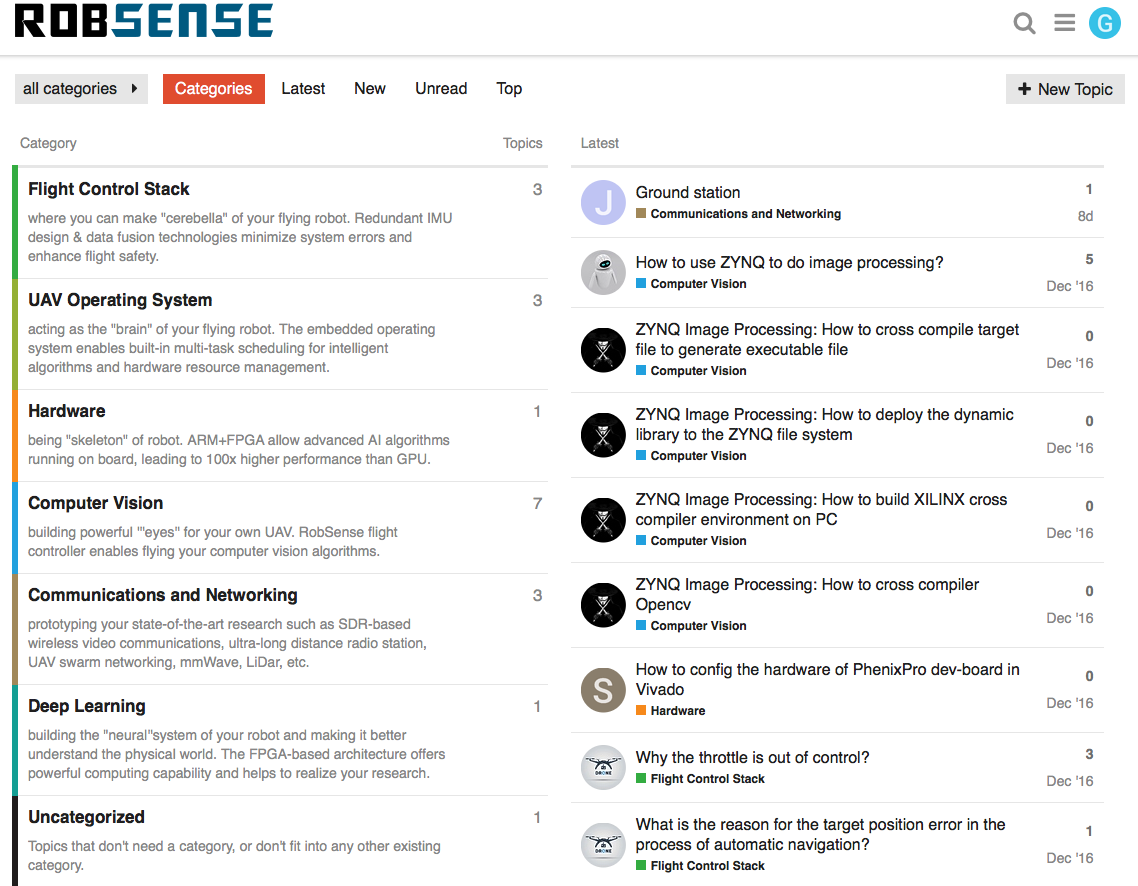 ROBSENSE
G
all categories
Categories
Latest
New
Unread
Top
+ New Topic
Category
Topics
Flight Control Stack
3
where you can make "cerebella" of your flying robot. Redundant IMU
design & data fusion technologies minimize system errors and
enhance flight safety.
UAV Operating System
3
acting as the "brain" of your flying robot. The embedded operating
system enables built-in multi-task scheduling for intelligent
algorithms and hardware resource management.
Hardware
1
being "skeleton" of robot. ARM+FPGA allow advanced AI algorithms
running on board, leading to 100x higher performance than GPU.
Computer Vision
7
building powerful '"eyes" for your own UAV. RobSense flight
controller enables flying your computer vision algorithms.
Communications and Networking
3
prototyping your state-of-the-art research such as SDR-based
wireless video communications, ultra-long distance radio station,
UAV swarm networking, mmWave, LiDar, etc.
Deep Learning
1
building the "neural"system of your robot and making it better
understand the physical world. The FPGA-based architecture offers
powerful computing capability and helps to realize your research.
Uncategorized
1
Topics that don't need a category, or don't fit into any other existing
category.
Latest
J
Ground station
1
Communications and Networking
8d
How to use ZYNQ to do image processing?
5
Computer Vision
Dec '16
ZYNQ Image Processing: How to cross compile target
file to generate executable file
0
Computer Vision
Dec '16
ZYNQ Image Processing: How to deploy the dynamic
library to the ZYNQ file system
0
Computer Vision
Dec '16
ZYNQ Image Processing: How to build XILINX cross
compiler environment on PC
0
Computer Vision
Dec '16
ZYNQ Image Processing: How to cross compiler
Opencv
0
Computer Vision
Dec '16
S
How to config the hardware of PhenixPro dev-board in
Vivado
0
Hardware
Dec '16
DRONE
Why the throttle is out of control?
3
Flight Control Stack
Dec '16
DRONE
What is the reason for the target position error in the
process of automatic navigation?
1
Flight Control Stack
Dec '16